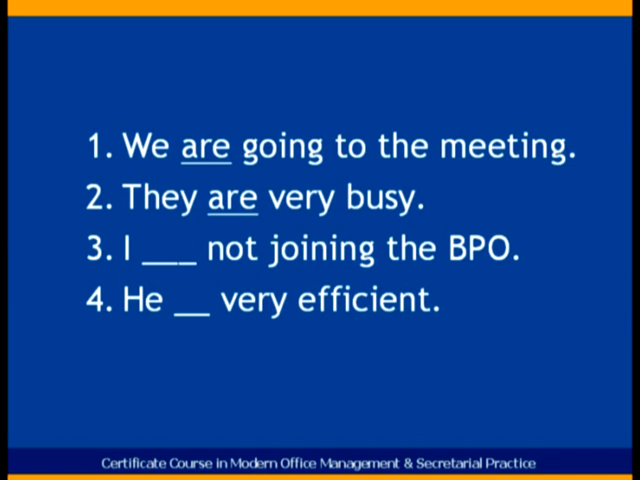 1. We are going to the meeting.
2. They are very busy.
3. I ___ not joining the BPO.
4. He __ very efficient.
Certificate Course in Modern Office Management & Secretarial Practice